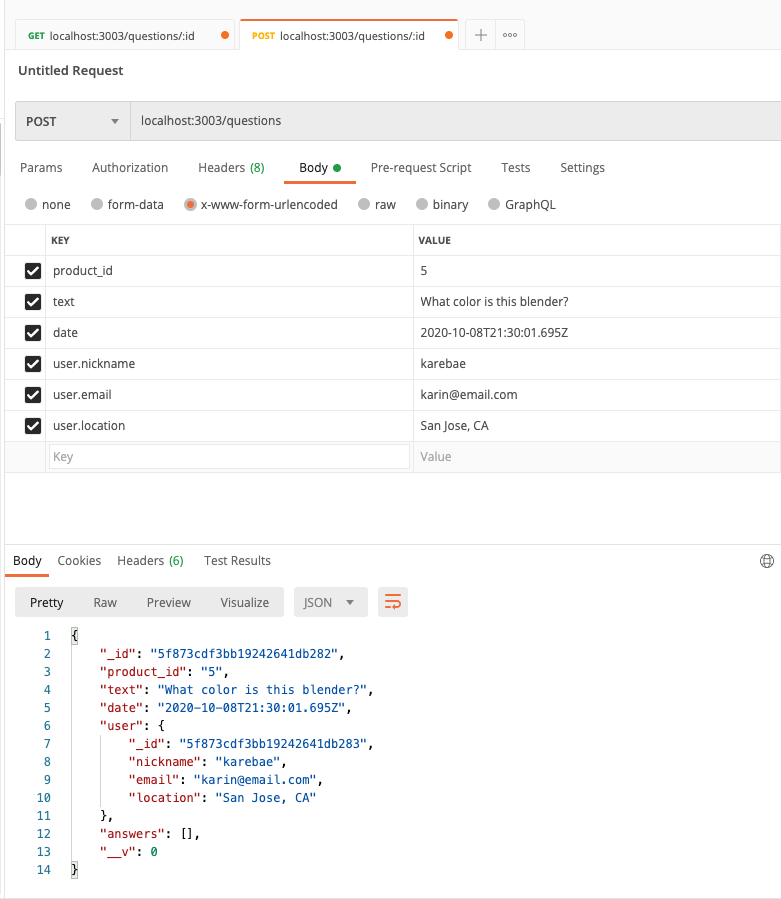 GET localhost:3003/questions/:id POST localhost:3003/questions/:id
Untitled Request
POST localhost:3003/questions
Params Authorization Headers (8) Body Pre-request Script Tests Settings
none form-data x-www-form-urlencoded raw binary GraphQL
KEY VALUE
product_id 5
text What color is this blender?
date 2020-10-08T21:30:01.695Z
user.nickname karebae
user.email karin@email.com
user.location San Jose, CA
Key Value
Body Cookies Headers (6) Test Results
Pretty Raw Preview Visualize JSON
1 {
2 "_id": "5f873cdf3bb19242641db282",
3 "product_id": "5",
4 "text": "What color is this blender?",
5 "date": "2020-10-08T21:30:01.695Z",
6 "user": {
7 "_id": "5f873cdf3bb19242641db283",
8 "nickname": "karebae",
9 "email": "karin@email.com",
10 "location": "San Jose, CA"
11 },
12 "answers": [],
13 "__v": 0
14 }